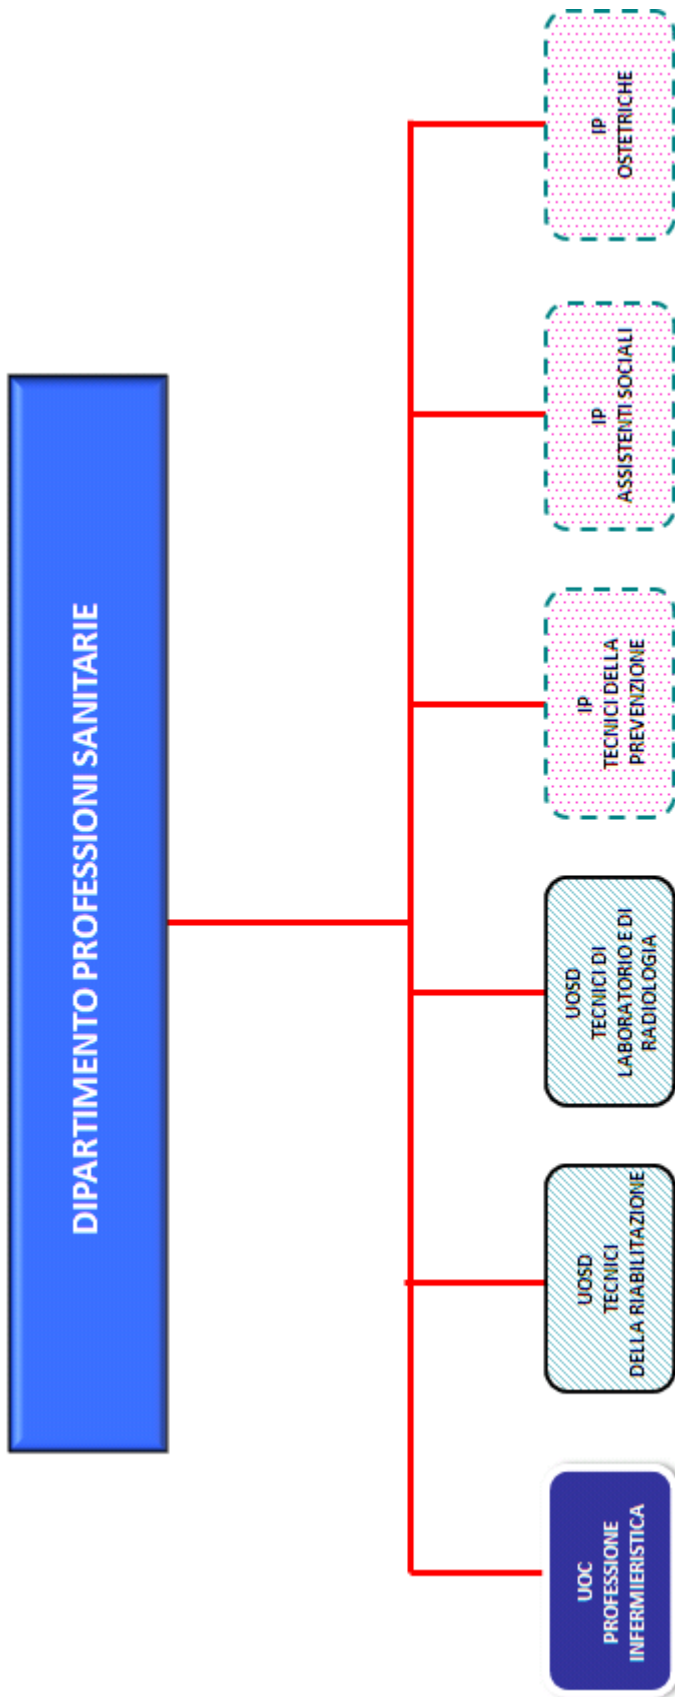 DIPARTIMENTO PROFESSIONI SANITARIE
UOC
PROFESSIONE
INFERMIERISTICA
UOSD
TECNICI
DELLA RIABILITAZIONE
UOSD
TECNICI DI
LABORATORIO E DI
RADIOLOGIA
IP
TECNICI DELLA
PREVENZIONE
IP
ASSISTENTI SOCIALI
IP
OSTETRICHE